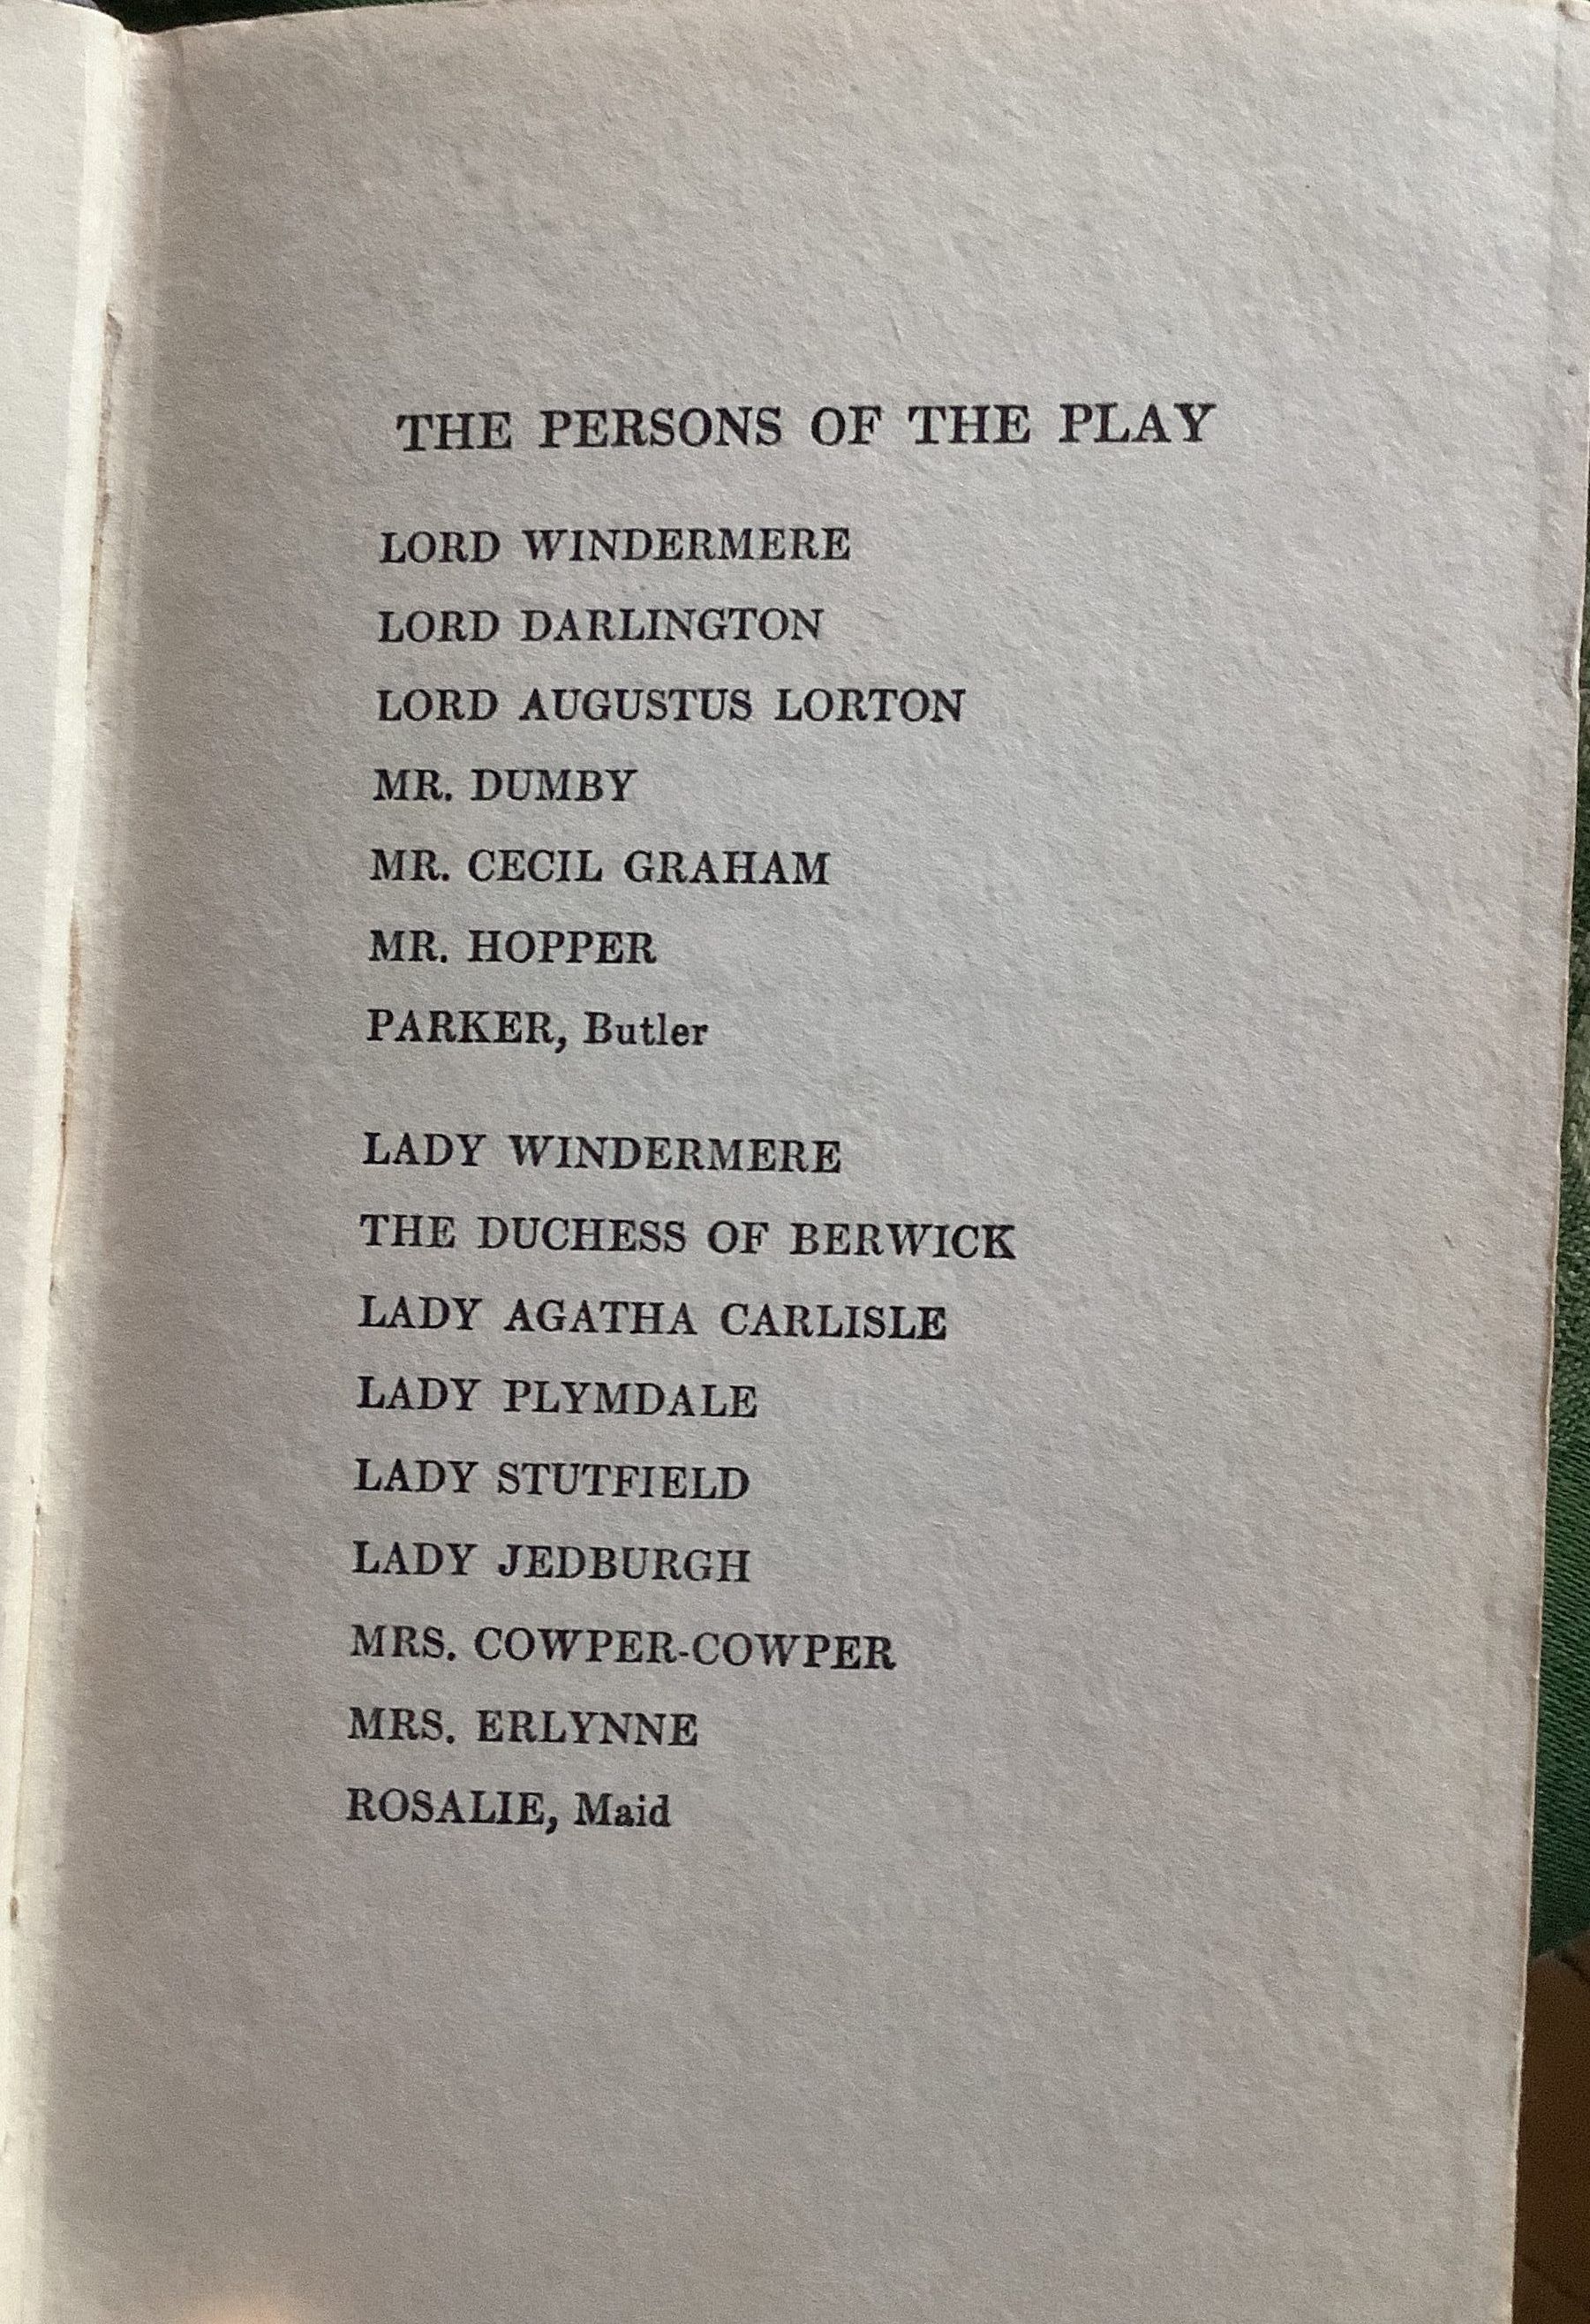 THE PERSONS OF THE PLAY
LORD WINDERMERE
LORD DARLINGTON
LORD AUGUSTUS LORTON
MR. DUMBY
MR. CECIL GRAHAM
MR. HOPPER
PARKER, Butler
LADY WINDERMERE
THE DUCHESS OF BERWICK
LADY AGATHA CARLISLE
LADY PLYMDALE
LADY STUTFIELD
LADY JEDBURGH
MRS. COWPER-COWPER
MRS. ERLYNNE
ROSALIE, Maid